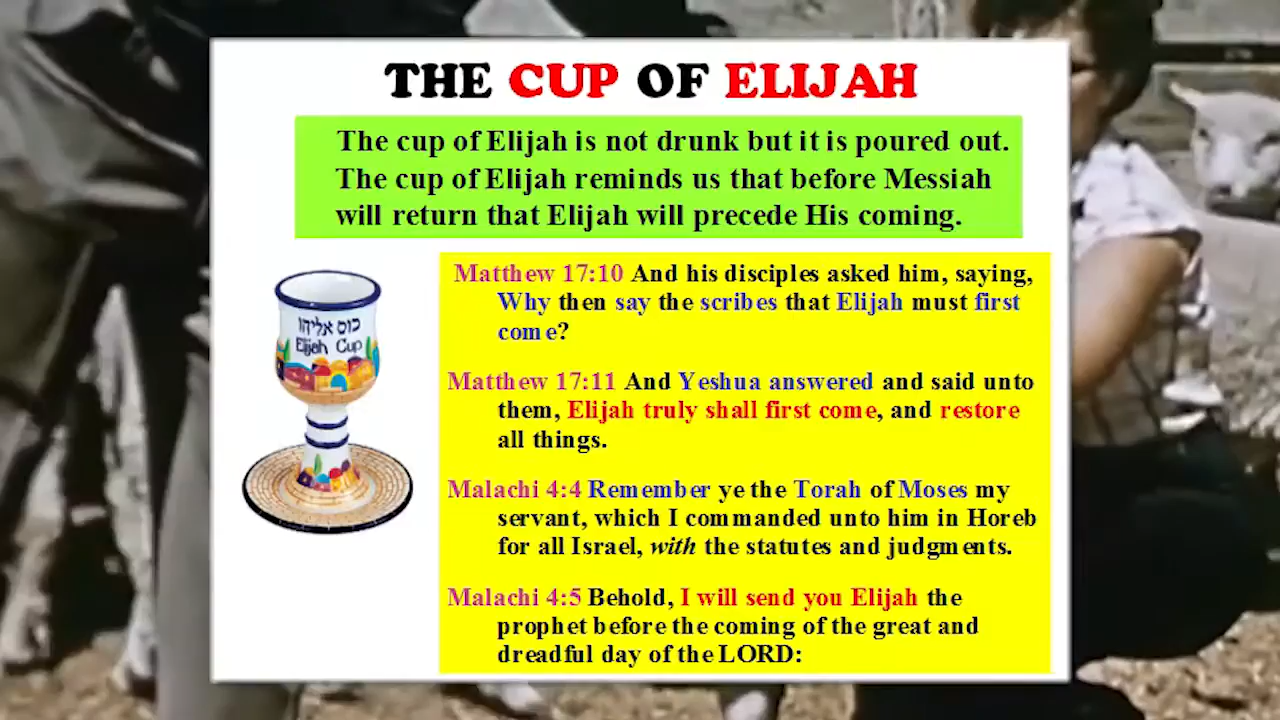 THE CUP OF ELIJAH
The cup of Elijah is not drunk but it is poured out.
The cup of Elijah reminds us that before Messiah
will return that Elijah will precede His coming.
כוס אליהו
Elijah Cup
Matthew 17:10 And his disciples asked him, saying,
Why then say the scribes that Elijah must first
come?
Matthew 17:11 And Yeshua answered and said unto
them, Elijah truly shall first come, and restore
all things.
Malachi 4:4 Remember ye the Torah of Moses my
servant, which I commanded unto him in Horeb
for all Israel, with the statutes and judgments.
Malachi 4:5 Behold, I will send you Elijah the
prophet before the coming of the great and
dreadful day of the LORD: